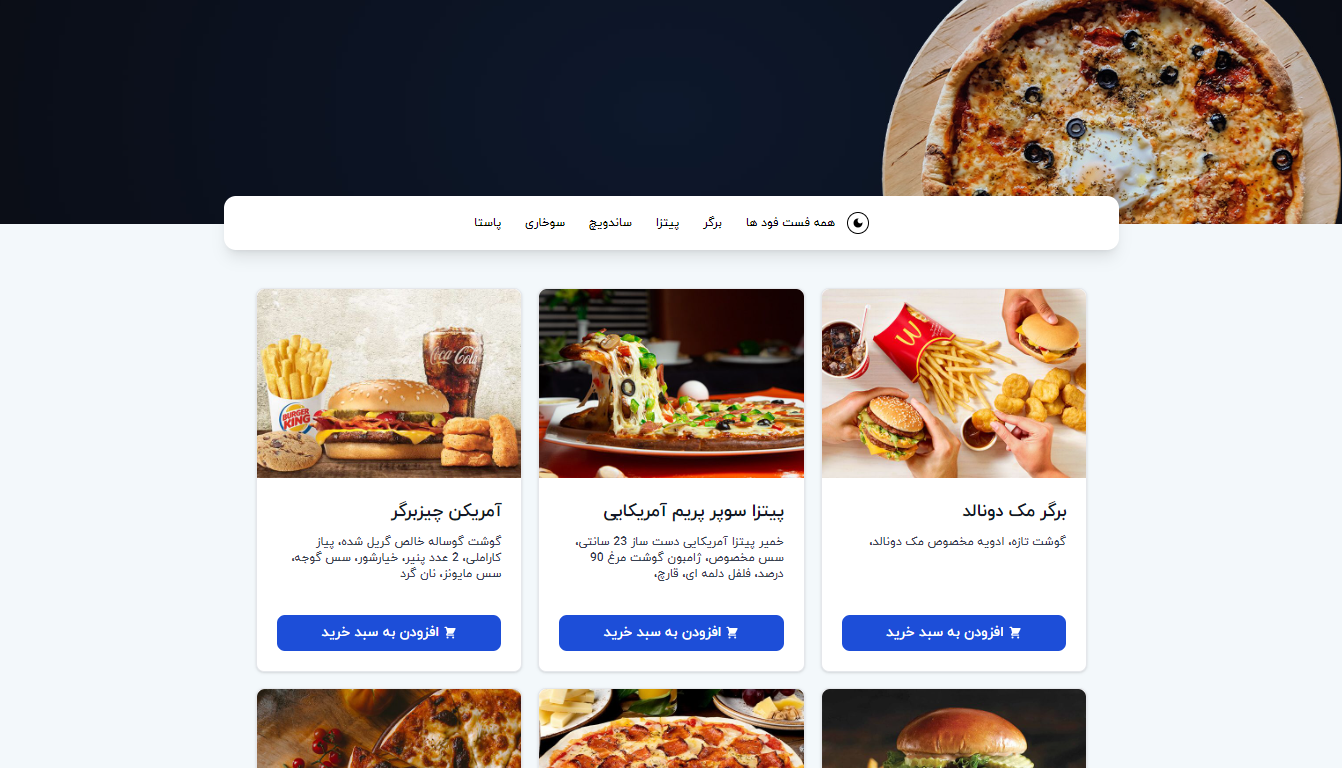 همه فست فود ها برگر پیتزا ساندویچ سوخاری پاستا
برگر مک دونالد
گوشت تازه، ادویه مخصوص مک دونالد،
افزودن به سبد خرید
پیتزا سوپر پریم آمریکایی
خمیر پیتزا آمریکایی دست ساز 23 سانتی،
سس مخصوص، ژامبون گوشت مرغ 90
درصد، فلفل دلمه ای، قارچ،
افزودن به سبد خرید
Coca-Cola
BURGER
KING
آمریکن چیزبرگر
گوشت گوساله خالص گریل شده، پیاز
کاراملی، 2 عدد پنیر، خیارشور، سس گوجه،
سس مایونز، نان گرد
افزودن به سبد خرید